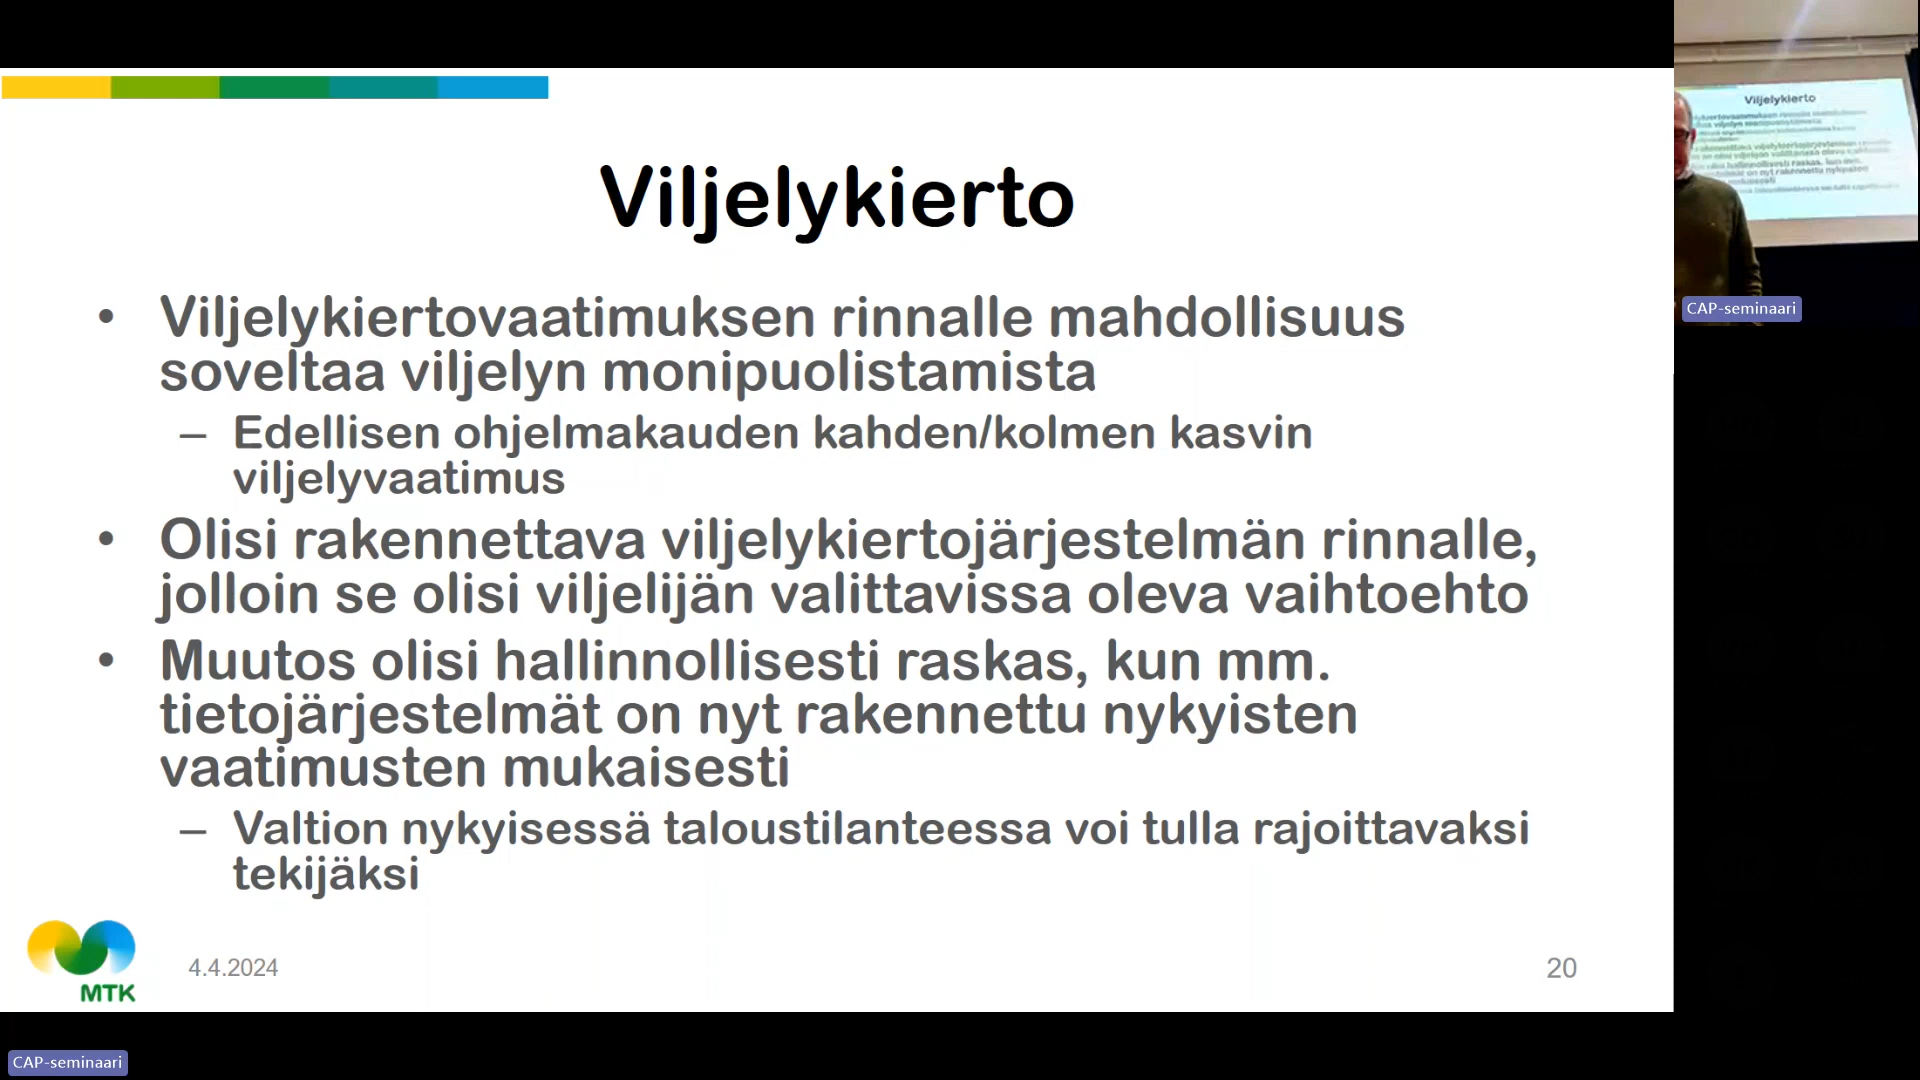 Viljelykierto
• Viljelykiertovaatimuksen rinnalle mahdollisuus
soveltaa viljelyn monipuolistamista
– Edellisen ohjelmakauden kahden/kolmen kasvin
viljelyvaatimus
• Olisi rakennettava viljelykiertojärjestelmän rinnalle,
jolloin se olisi viljelijän valittavissa oleva vaihtoehto
• Muutos olisi hallinnollisesti raskas, kun mm.
tietojärjestelmät on nyt rakennettu nykyisten
vaatimusten mukaisesti
– Valtion nykyisessä taloustilanteessa voi tulla rajoittavaksi
tekijäksi
MTK
4.4.2024
20
CAP-seminaari
Viljelykierto
CAP-seminaari